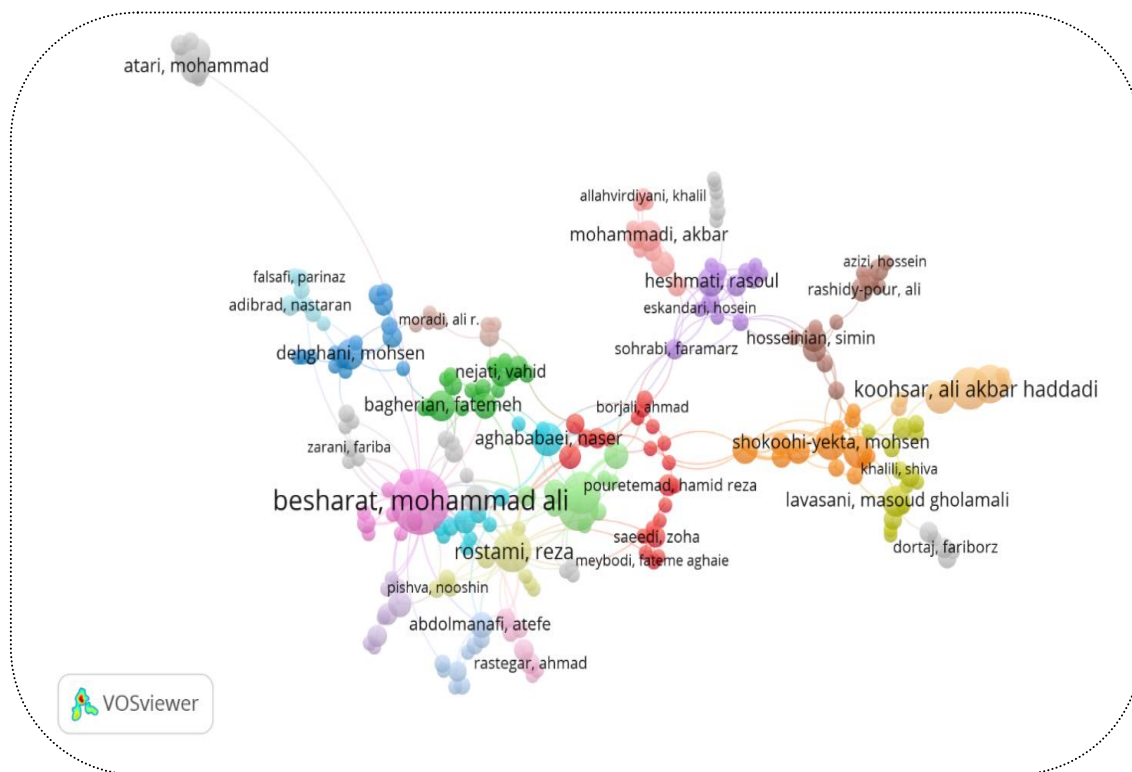 atari, mohammad
allahvirdiyani, khalil
mohammadi, akbar
azizi, hossein
falsafi, parinaz
heshmati, rasoul
rashidy-pour, ali
adibrad, nastaran
eskandari, hosein
moradi, ali r.
hosseinian, simin
sohrabi, faramarz
dehghani, mohsen
nejati, vahid
koohsar, ali akbar haddadi
bagherian, fatemeh
borjali, ahmad
aghababaei, naser
shokoohi-yekta, mohsen
zarani, fariba
khalili, shiva
pouretemad, hamid reza
besharat, mohammad ali
lavasani, masoud gholamali
saeedi, zoha
dortaj, fariborz
rostami, reza
meybodi, fateme aghaie
pishva, nooshin
abdolmanafi, atefe
rastegar, ahmad
VOSviewer